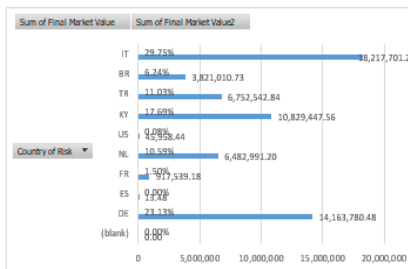 Sum of Final Market Value Sum of Final Market Value2
IT 29.75%
BR 6.24% 3,821,010.73
TR 11.03% 6,752,542.84
KY 17.69% 10,829,447.56
US 0.08% 45,958.44
Country of Risk
NL 10.59% 6,482,991.20
FR 1.50% 917,539.18
ES 0.00% 13.48
DE 23.13% 14,163,780.48
(blank) 0.00% 0.00
0 5,000,000 10,000,000 15,000,000 20,000,000